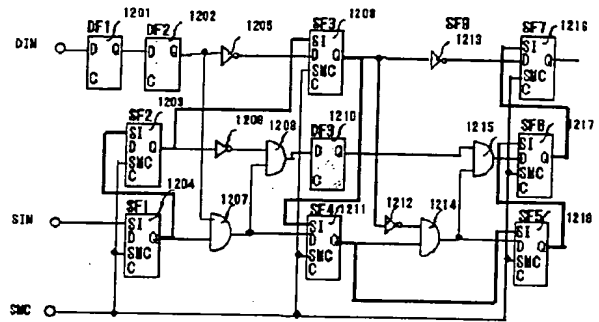 DF1 1201
DF2 1202
1205
SF3 1209
SF9
1213
SF7
1216
DIN
D Q
C
D Q
C
SI
D Q
SMC
C
SI
D Q
SMC
C
SF2
1203
SI
D Q
SMC
C
1206
1208
DF3
1210
D Q
C
1215
SF6
1217
SI
D Q
SMC
C
SIN
SF1
1204
SI
D Q
SMC
C
1207
SF4
1211
SI
D Q
SMC
C
1212
1214
SF5
1218
SI
D Q
SMC
C
SMC